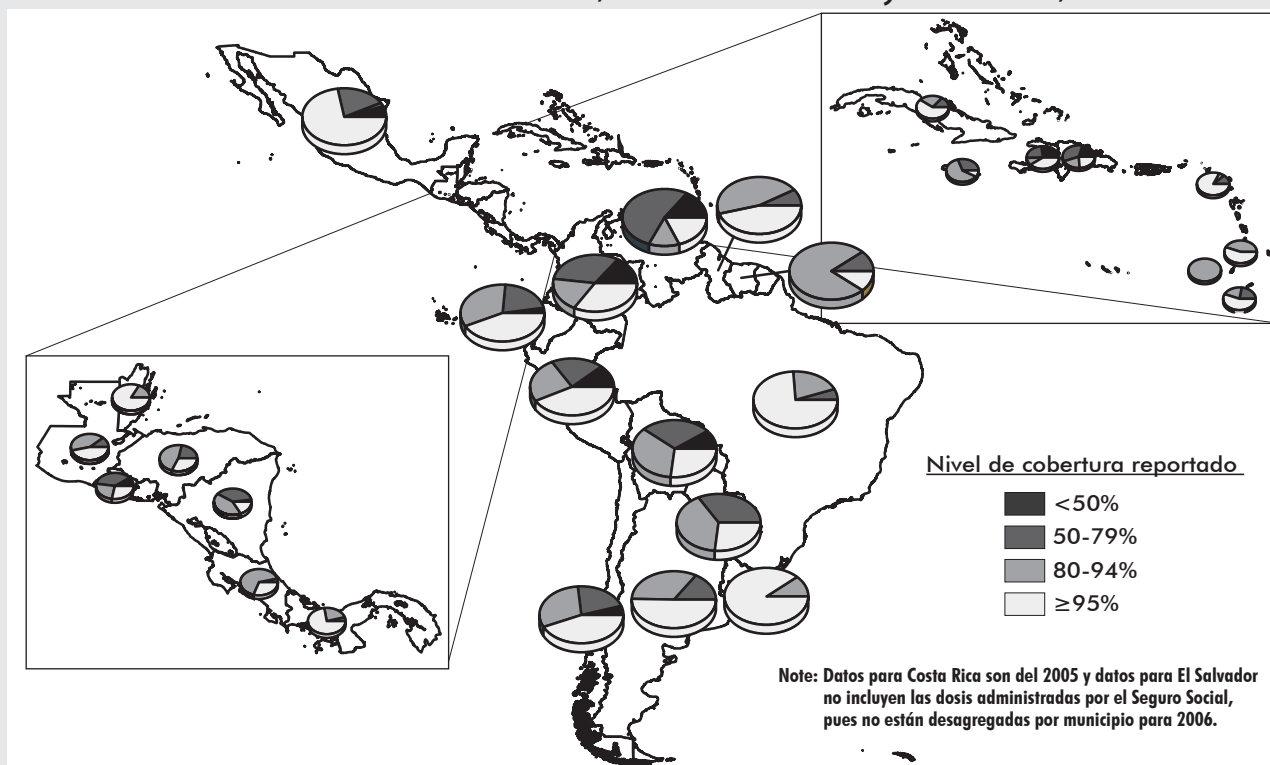 Nivel de cobertura reportado
<50%
50-79%
80-94%
≥95%
Note: Datos para Costa Rica son del 2005 y datos para El Salvador
no incluyen las dosis administradas por el Seguro Social,
pues no están desagregadas por municipio para 2006.